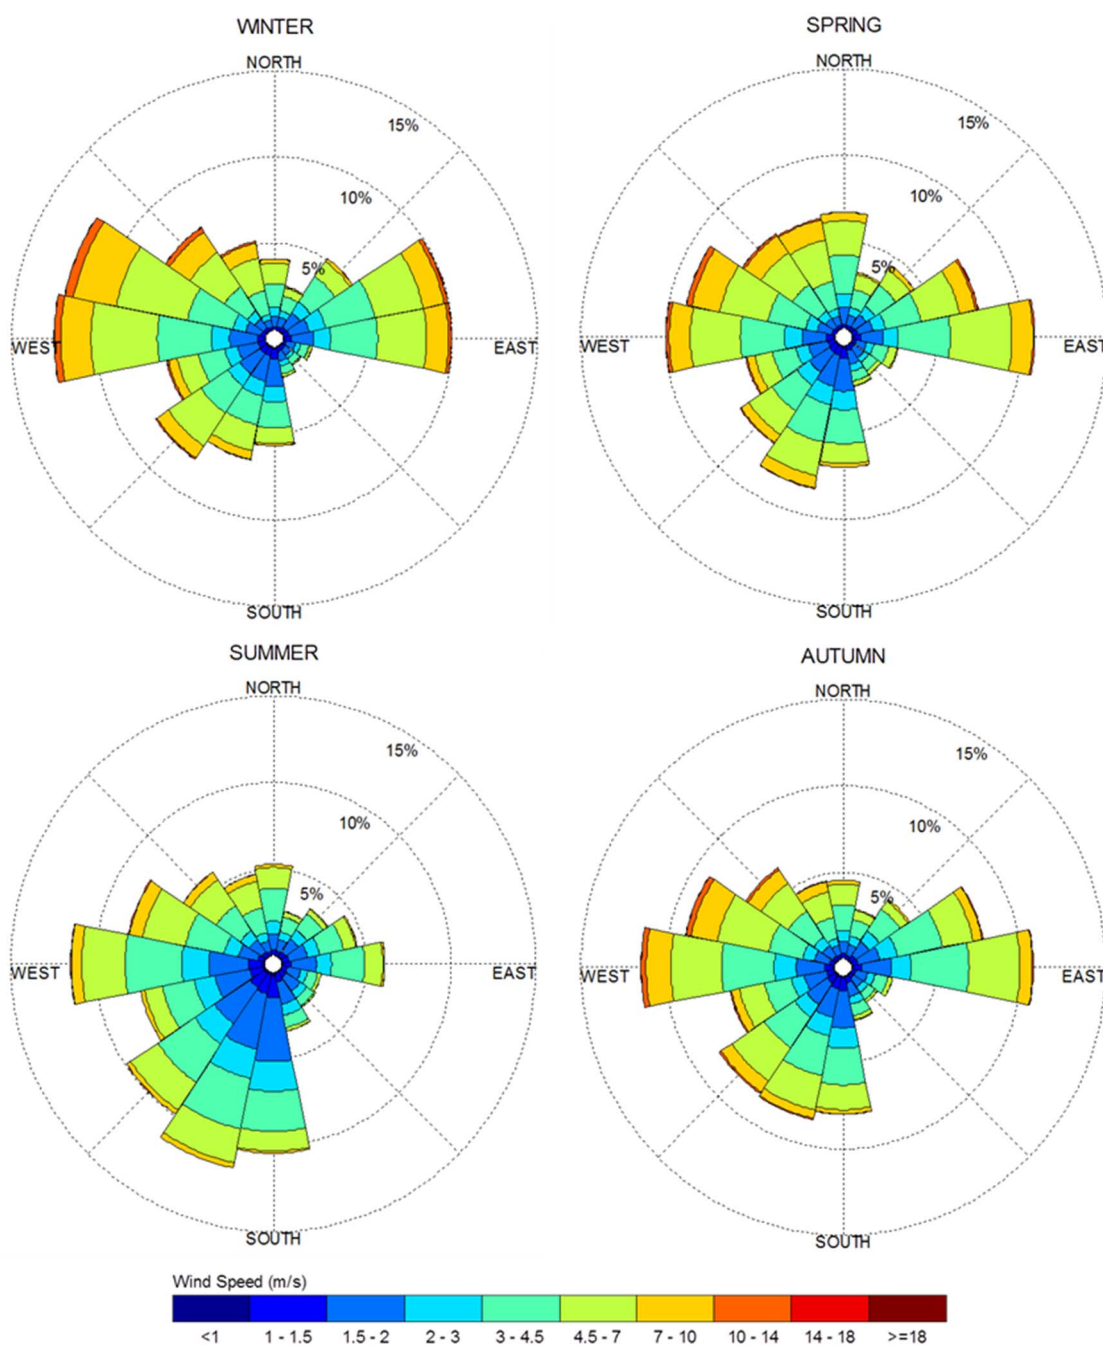 WINTER
NORTH
15%
10%
5%
WEST
EAST
SOUTH
SPRING
NORTH
15%
10%
5%
WEST
EAST
SOUTH
SUMMER
NORTH
15%
10%
5%
WEST
EAST
SOUTH
AUTUMN
NORTH
15%
10%
5%
WEST
EAST
SOUTH
Wind Speed (m/s)
<1 1 - 1.5 1.5 - 2 2 - 3 3 - 4.5 4.5 - 7 7 - 10 10 - 14 14 - 18 >=18